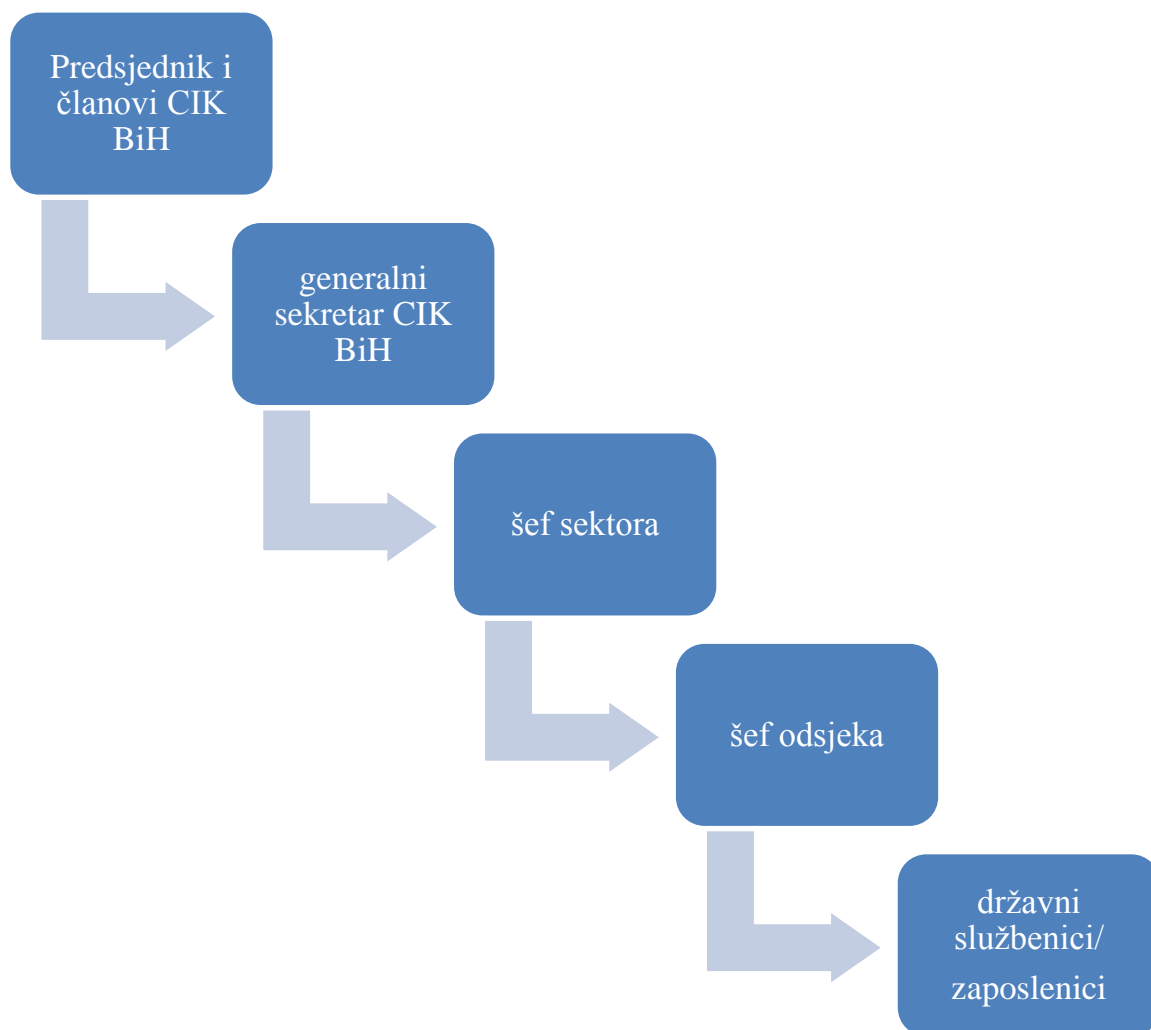 Predsjednik i
članovi CIK
BiH
generalni
sekretar CIK
BiH
šef sektora
šef odsjeka
državni
službenici/
zaposlenici